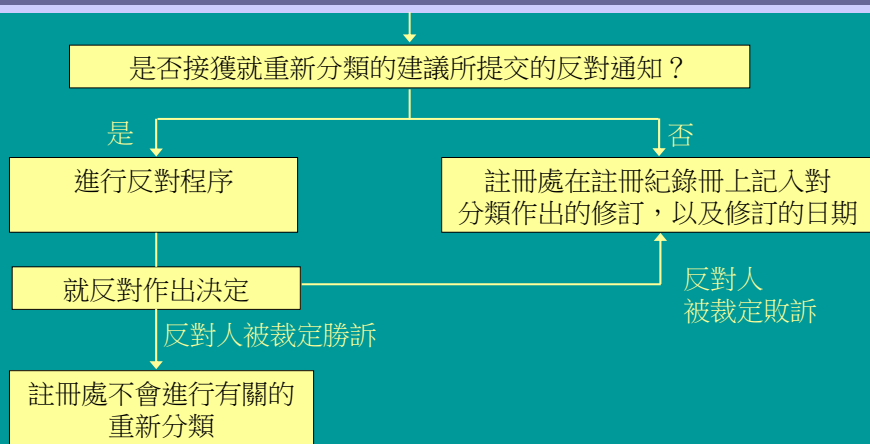 是否接獲就重新分類的建議所提交的反對通知？
是
否
進行反對程序
註冊處在註冊紀錄冊上記入對
分類作出的修訂，以及修訂的日期
就反對作出決定
反對人
被裁定敗訴
反對人被裁定勝訴
註冊處不會進行有關的
重新分類